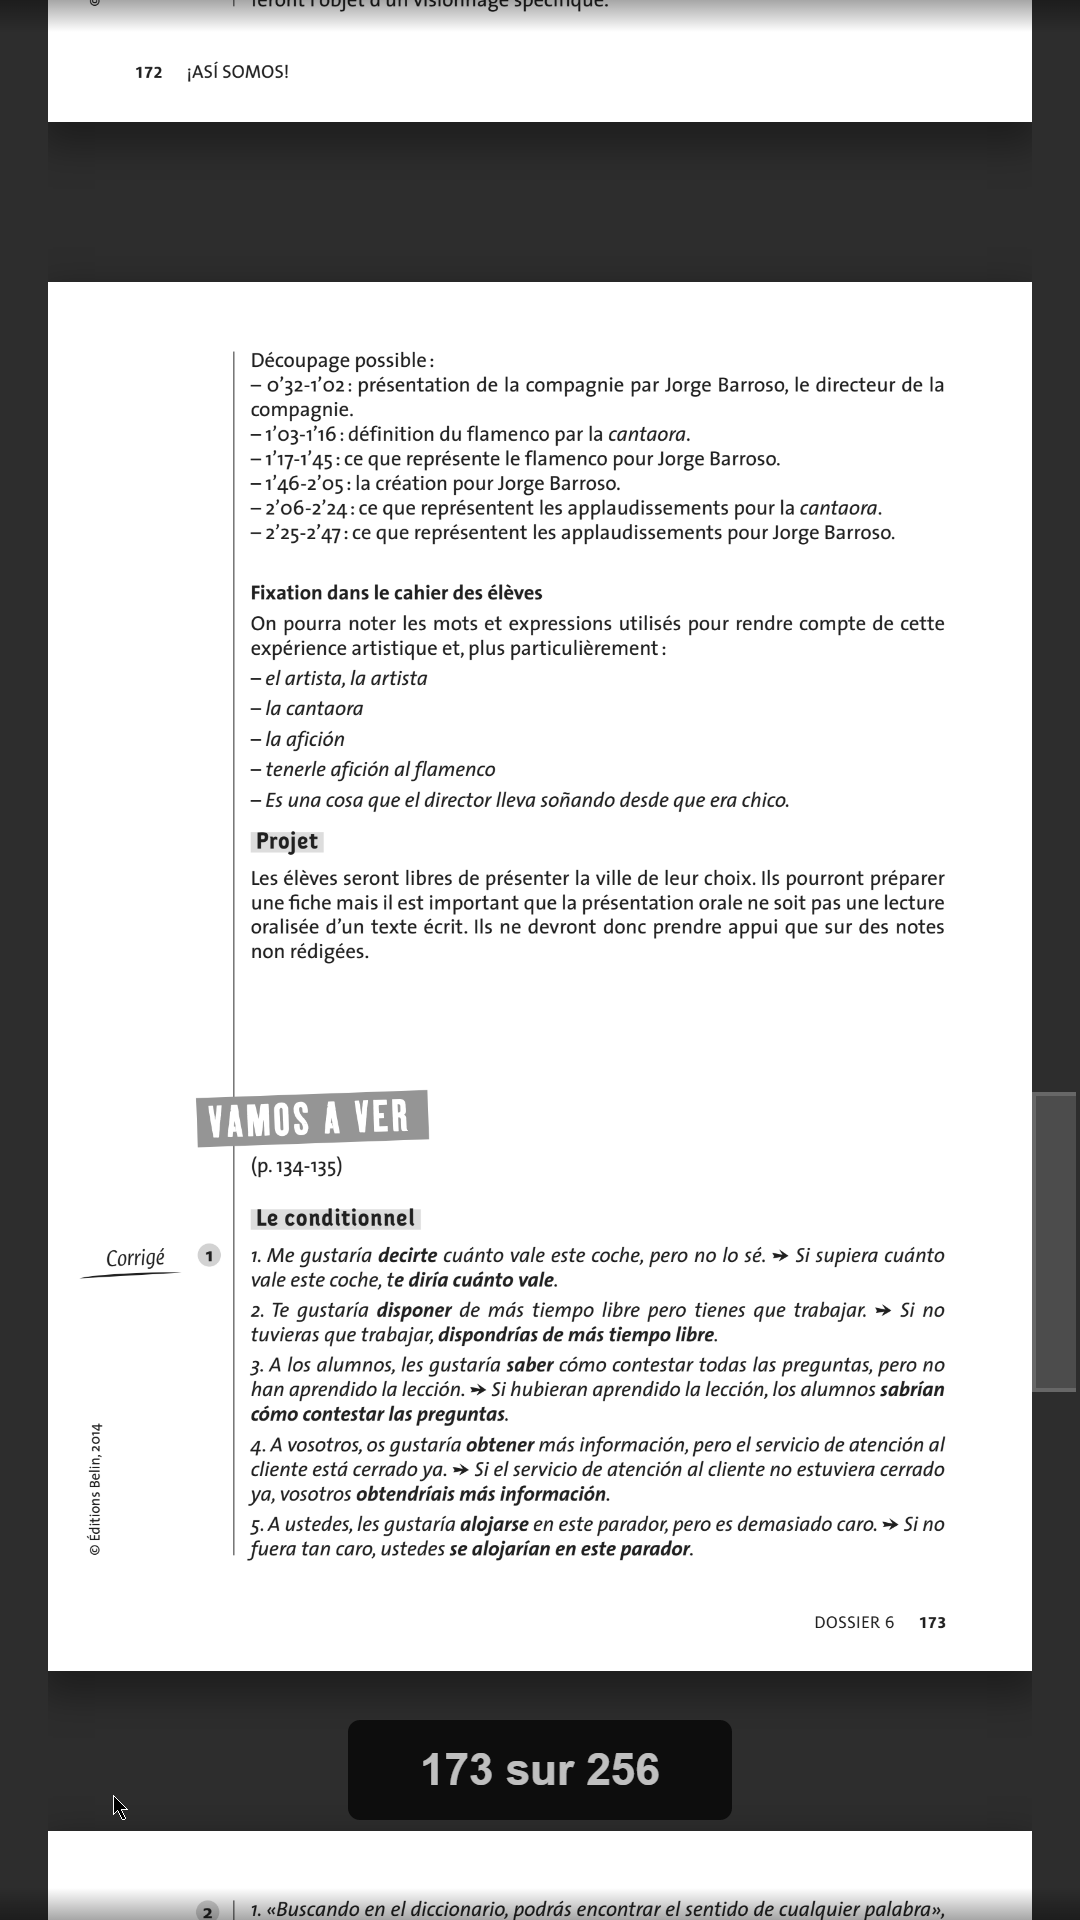 feront l'objet d'un visionnage spécifique.
©
172 ¡ASÍ SOMOS!
Découpage possible :
– 0'32-1'02 : présentation de la compagnie par Jorge Barroso, le directeur de la
compagnie.
– 1'03-1'16 : définition du flamenco par la cantaora.
– 1'17-1'45 : ce que représente le flamenco pour Jorge Barroso.
– 1'46-2'05 : la création pour Jorge Barroso.
– 2'06-2'24 : ce que représentent les applaudissements pour la cantaora.
– 2'25-2'47 : ce que représentent les applaudissements pour Jorge Barroso.
Fixation dans le cahier des élèves
On pourra noter les mots et expressions utilisés pour rendre compte de cette
expérience artistique et, plus particulièrement :
– el artista, la artista
– la cantaora
– la afición
– tenerle afición al flamenco
– Es una cosa que el director lleva soñando desde que era chico.
Projet
Les élèves seront libres de présenter la ville de leur choix. Ils pourront préparer
une fiche mais il est important que la présentation orale ne soit pas une lecture
oralisée d'un texte écrit. Ils ne devront donc prendre appui que sur des notes
non rédigées.
VAMOS A VER
(p. 134-135)
Le conditionnel
Corrigé
1
1. Me gustaría decirte cuánto vale este coche, pero no lo sé. ➛ Si supiera cuánto
vale este coche, te diría cuánto vale.
2. Te gustaría disponer de más tiempo libre pero tienes que trabajar. ➛ Si no
tuvieras que trabajar, dispondrías de más tiempo libre.
3. A los alumnos, les gustaría saber cómo contestar todas las preguntas, pero no
han aprendido la lección. ➛ Si hubieran aprendido la lección, los alumnos sabrían
cómo contestar las preguntas.
4. A vosotros, os gustaría obtener más información, pero el servicio de atención al
cliente está cerrado ya. ➛ Si el servicio de atención al cliente no estuviera cerrado
ya, vosotros obtendríais más información.
5. A ustedes, les gustaría alojarse en este parador, pero es demasiado caro. ➛ Si no
fuera tan caro, ustedes se alojarían en este parador.
© Éditions Belin, 2014
DOSSIER 6 173
173 sur 256
2
1. «Buscando en el diccionario, podrás encontrar el sentido de cualquier palabra»,